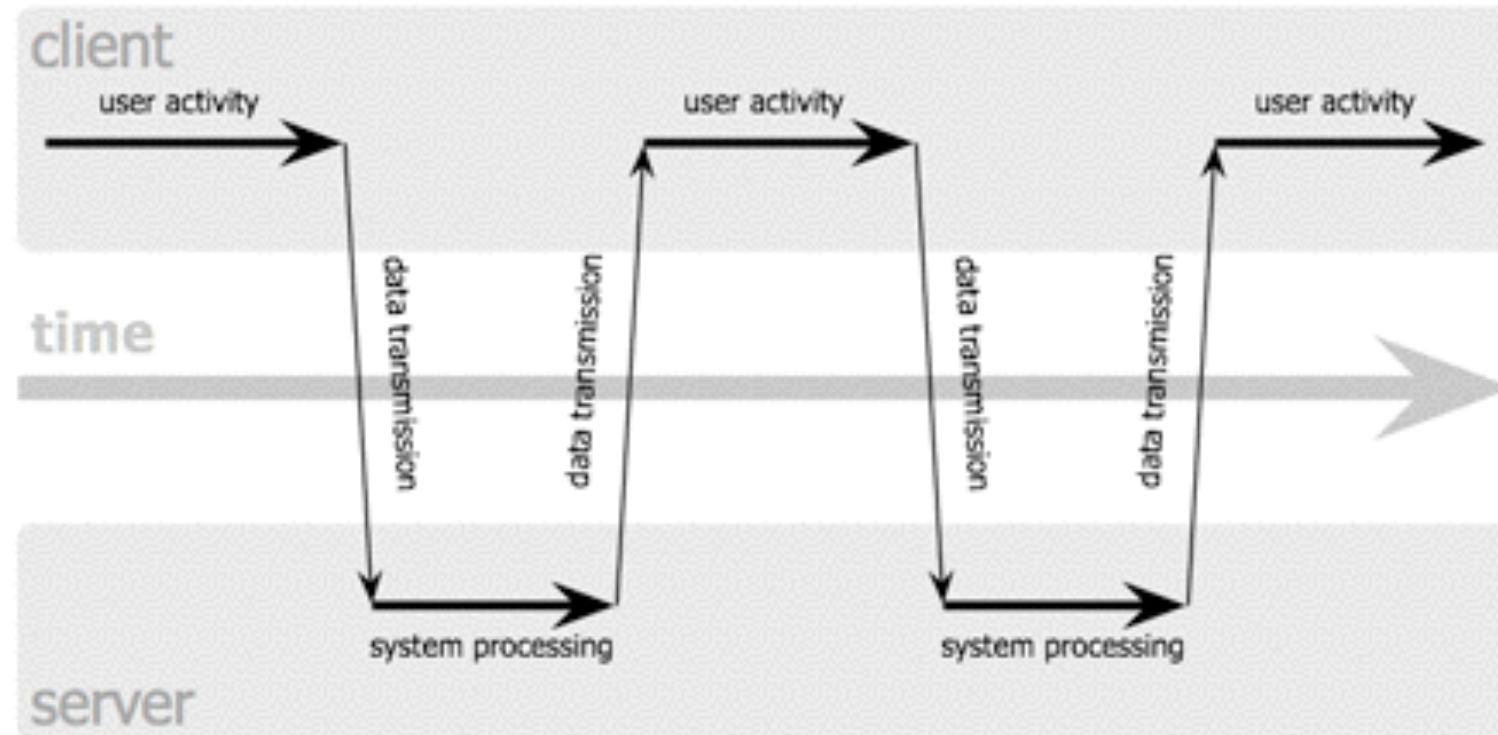 client
user activity
user activity
user activity
data transmission
data transmission
data transmission
data transmission
time
system processing
system processing
server